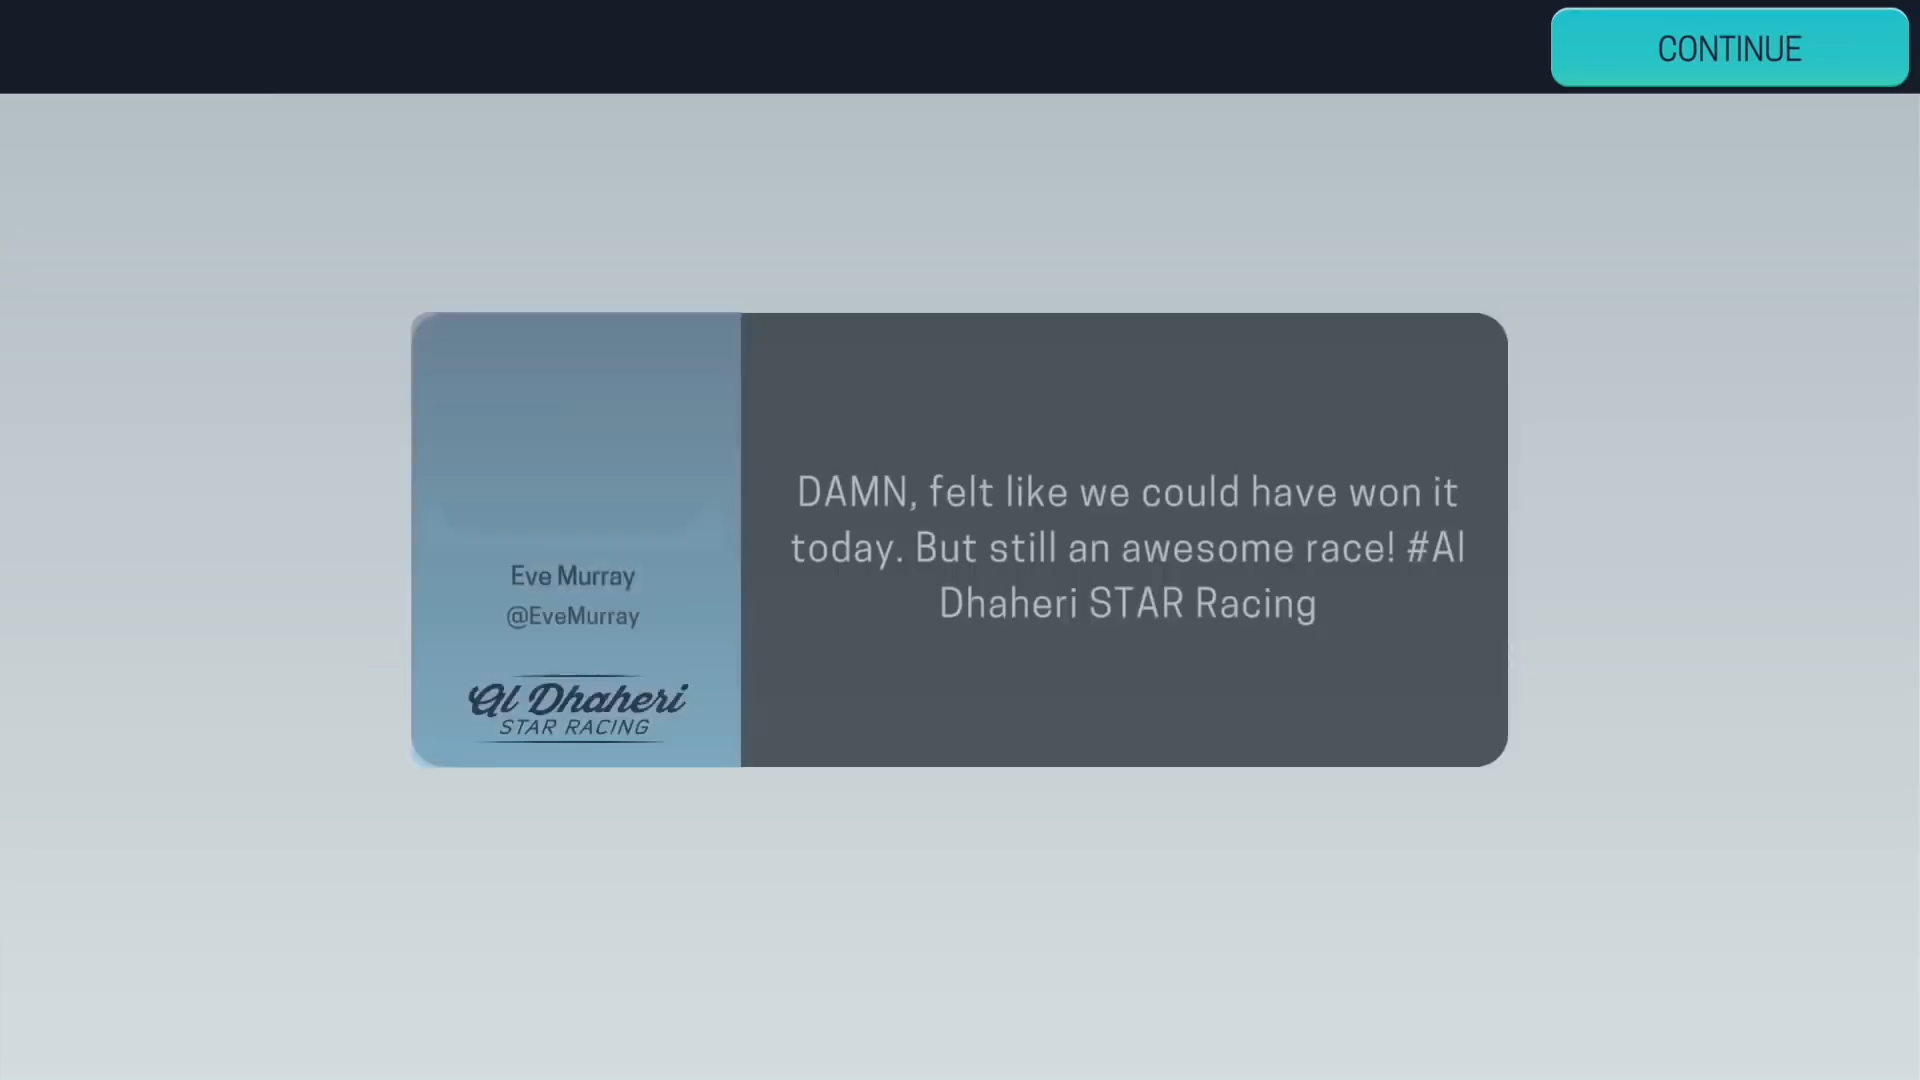 CONTINUE
DAMN, felt like we could have won it
today. But still an awesome race! #Al
Dhaheri STAR Racing
Eve Murray
@EveMurray
Al Dhaheri
STAR RACING